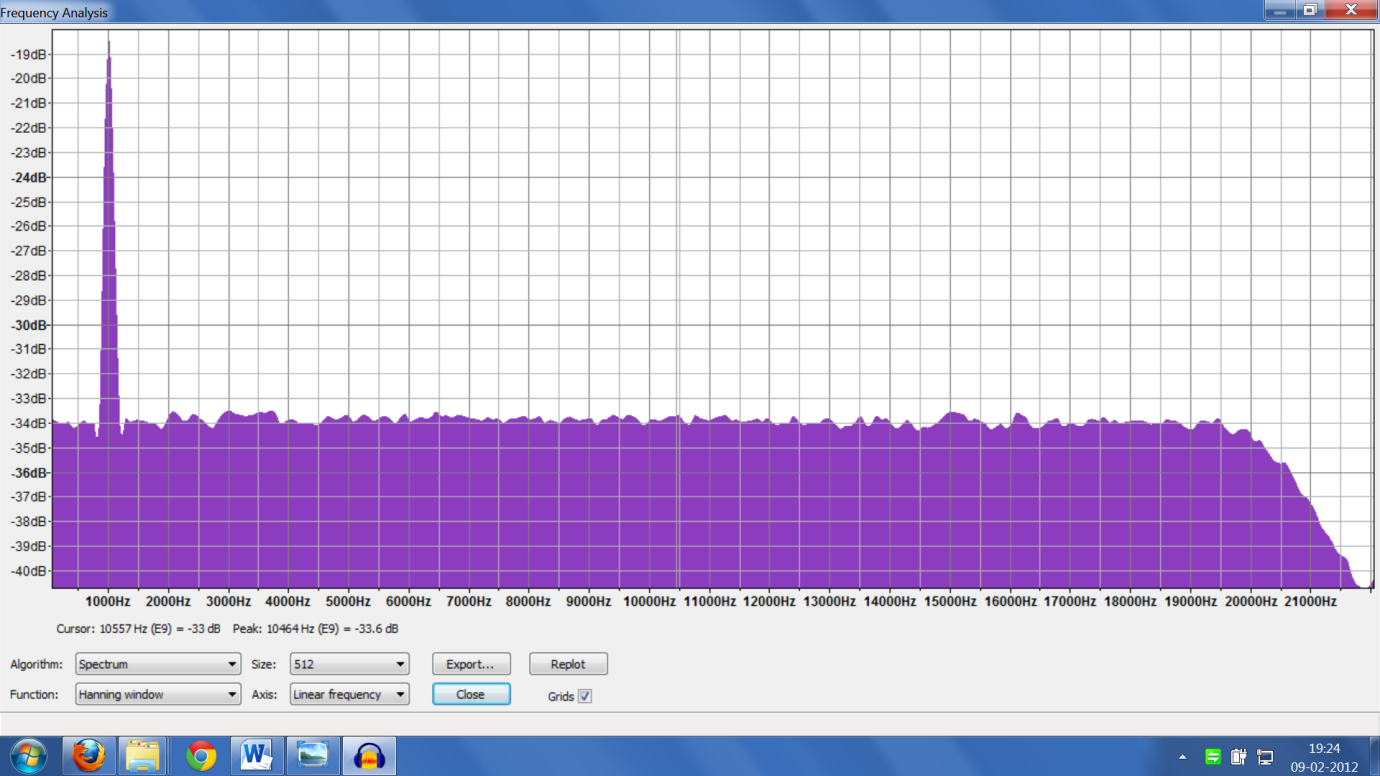 Frequency Analysis
-19dB
-20dB
-21dB
-22dB
-23dB
-24dB
-25dB
-26dB
-27dB
-28dB
-29dB
-30dB
-31dB
-32dB
-33dB
-34dB
-35dB
-36dB
-37dB
-38dB
-39dB
-40dB
1000Hz 2000Hz 3000Hz 4000Hz 5000Hz 6000Hz 7000Hz 8000Hz 9000Hz 10000Hz 11000Hz 12000Hz 13000Hz 14000Hz 15000Hz 16000Hz 17000Hz 18000Hz 19000Hz 20000Hz 21000Hz
Cursor: 10557 Hz (E9) = -33 dB Peak: 10464 Hz (E9) = -33.6 dB
Algorithm: Spectrum Size: 512 Export... Replot
Function: Hanning window Axis: Linear frequency Close Grids
W
19:24
09-02-2012